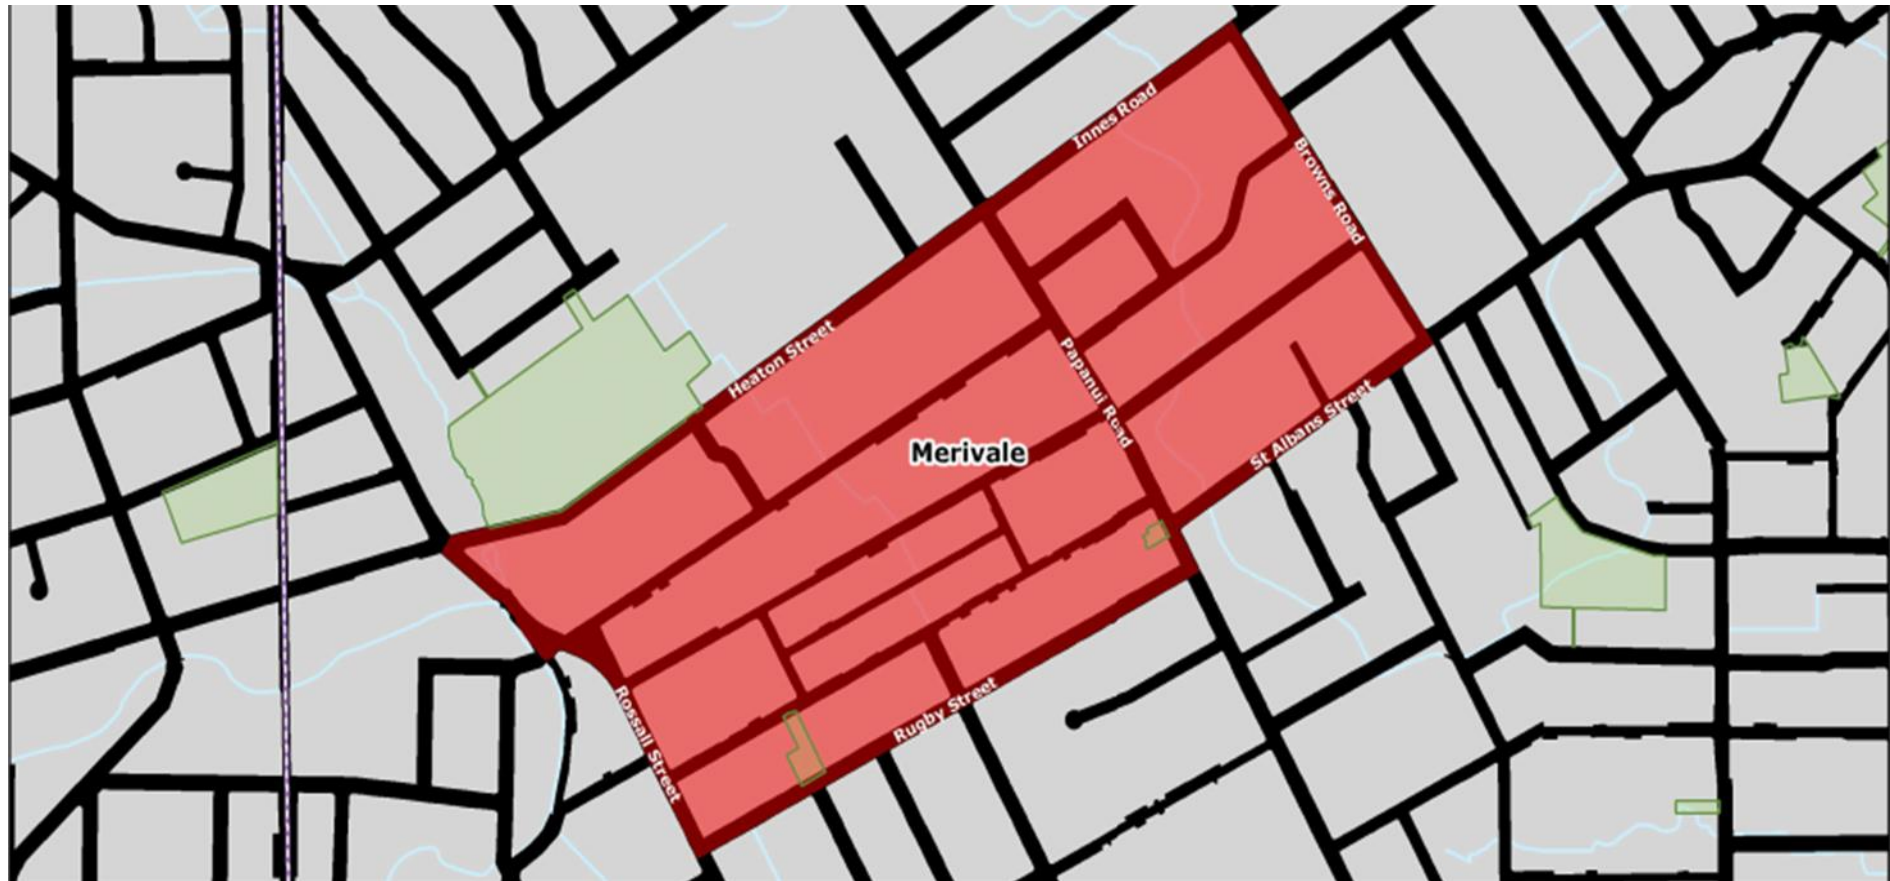 Innes Road
Browns Road
Heaton Street
Papanui Road
St Albans Street
Merivale
Rossall Street
Rugby Street